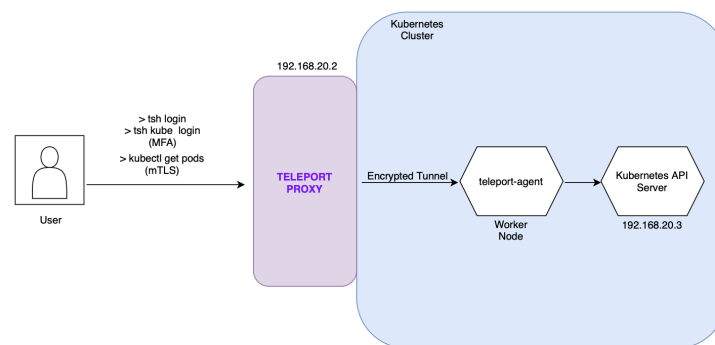 Kubernetes
Cluster
192.168.20.2
> tsh login
> tsh kube login
(MFA)
> kubectl get pods
(mTLS)
User
TELEPORT
PROXY
Encrypted Tunnel
teleport-agent
Worker
Node
Kubernetes API
Server
192.168.20.3